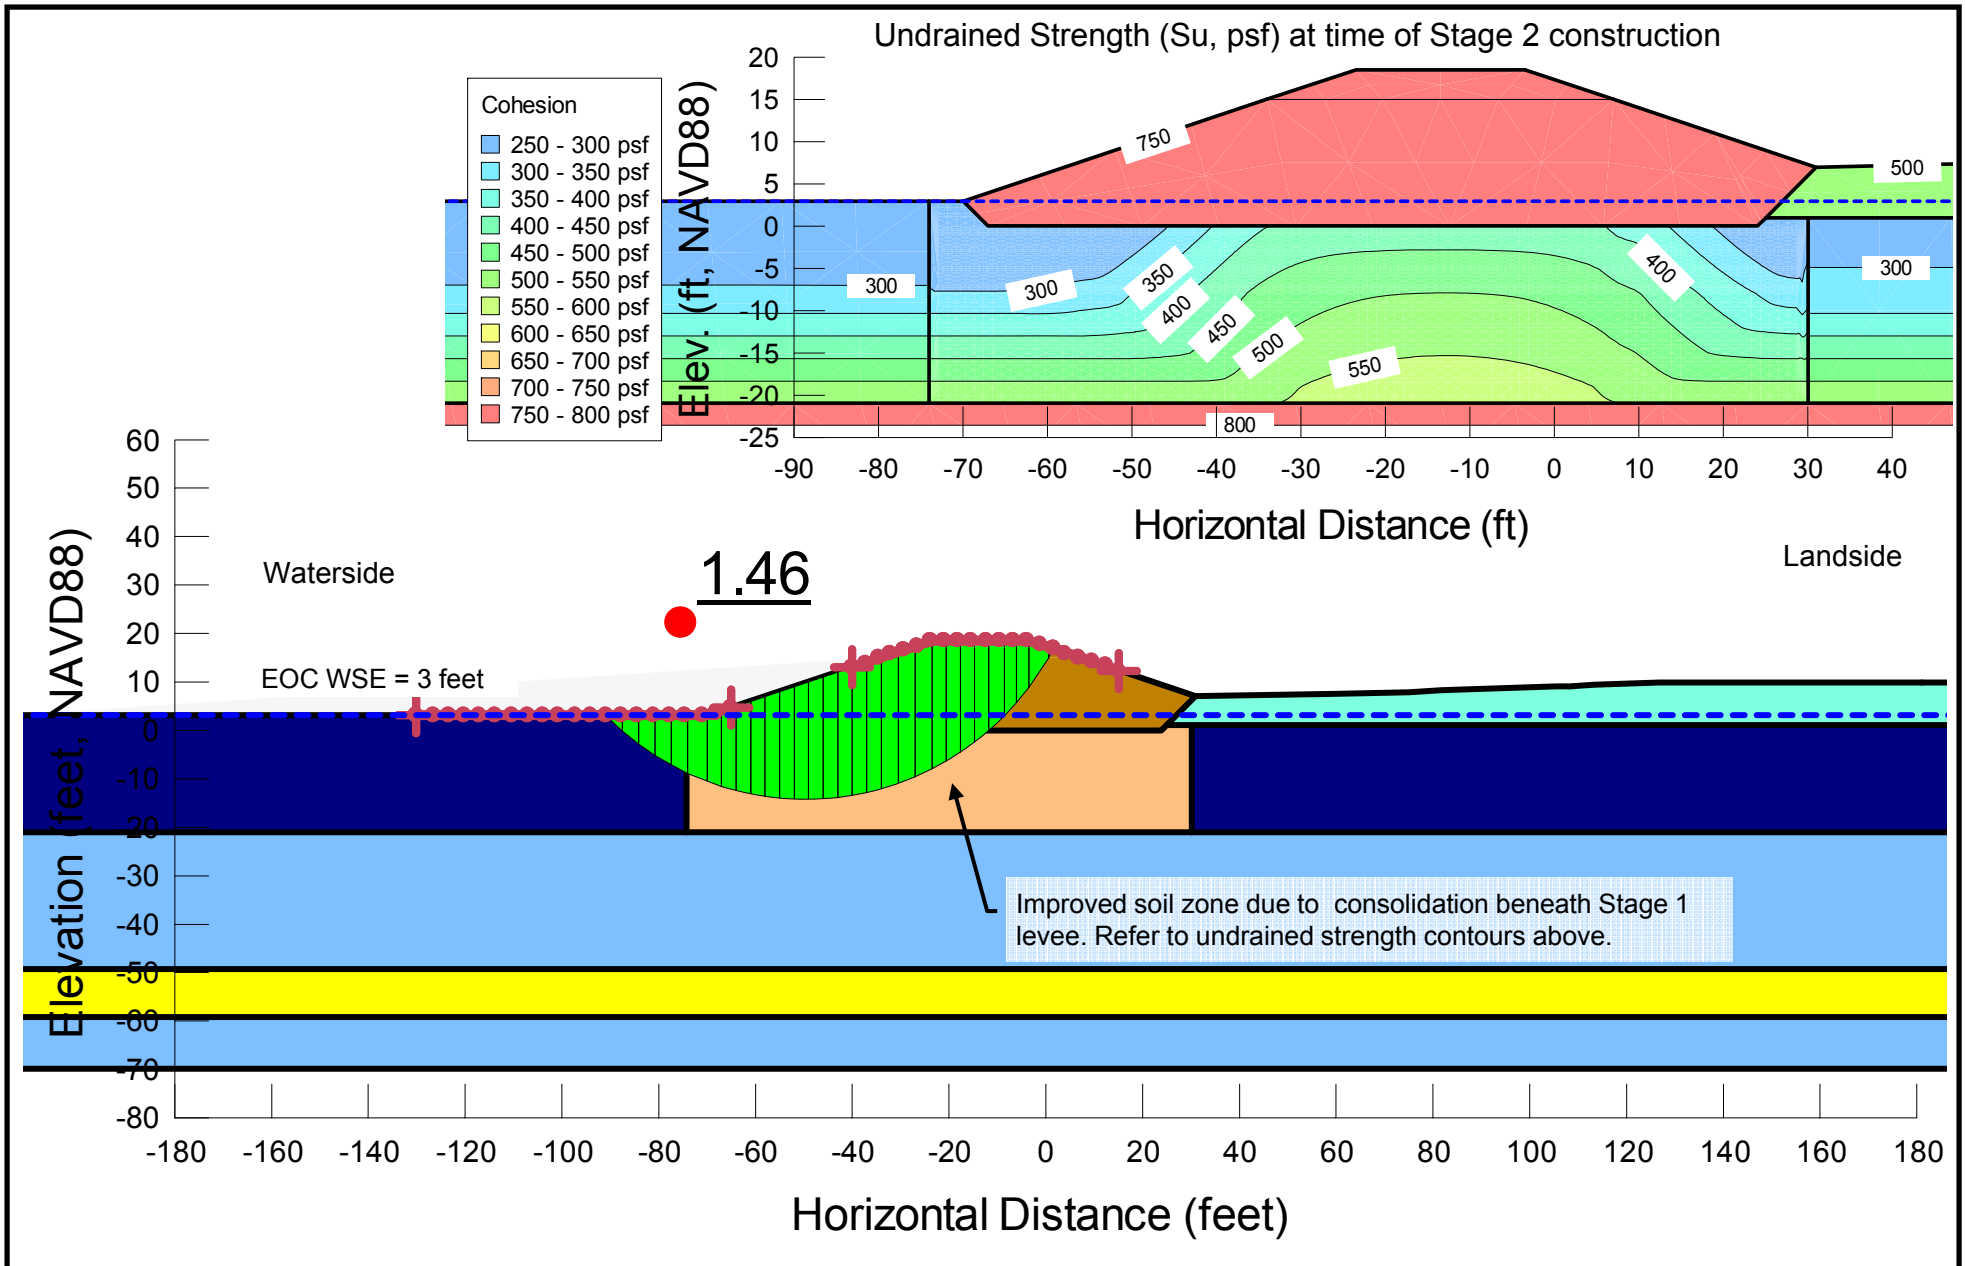 Undrained Strength (Su, psf) at time of Stage 2 construction
Cohesion
250 - 300 psf
300 - 350 psf
350 - 400 psf
400 - 450 psf
450 - 500 psf
500 - 550 psf
550 - 600 psf
600 - 650 psf
650 - 700 psf
700 - 750 psf
750 - 800 psf
Elev. (ft, NAVD88)
20
15
10
5
0
-5
-10
-15
-20
-25
750
500
300
300
350
400
450
500
550
400
300
800
-90 -80 -70 -60 -50 -40 -30 -20 -10 0 10 20 30 40
Horizontal Distance (ft)
Waterside
Landside
1.46
EOC WSE = 3 feet
Elevation (feet, NAVD88)
60
50
40
30
20
10
0
-10
-20
-30
-40
-50
-60
-70
-80
Improved soil zone due to consolidation beneath Stage 1
levee. Refer to undrained strength contours above.
-180 -160 -140 -120 -100 -80 -60 -40 -20 0 20 40 60 80 100 120 140 160 180
Horizontal Distance (feet)